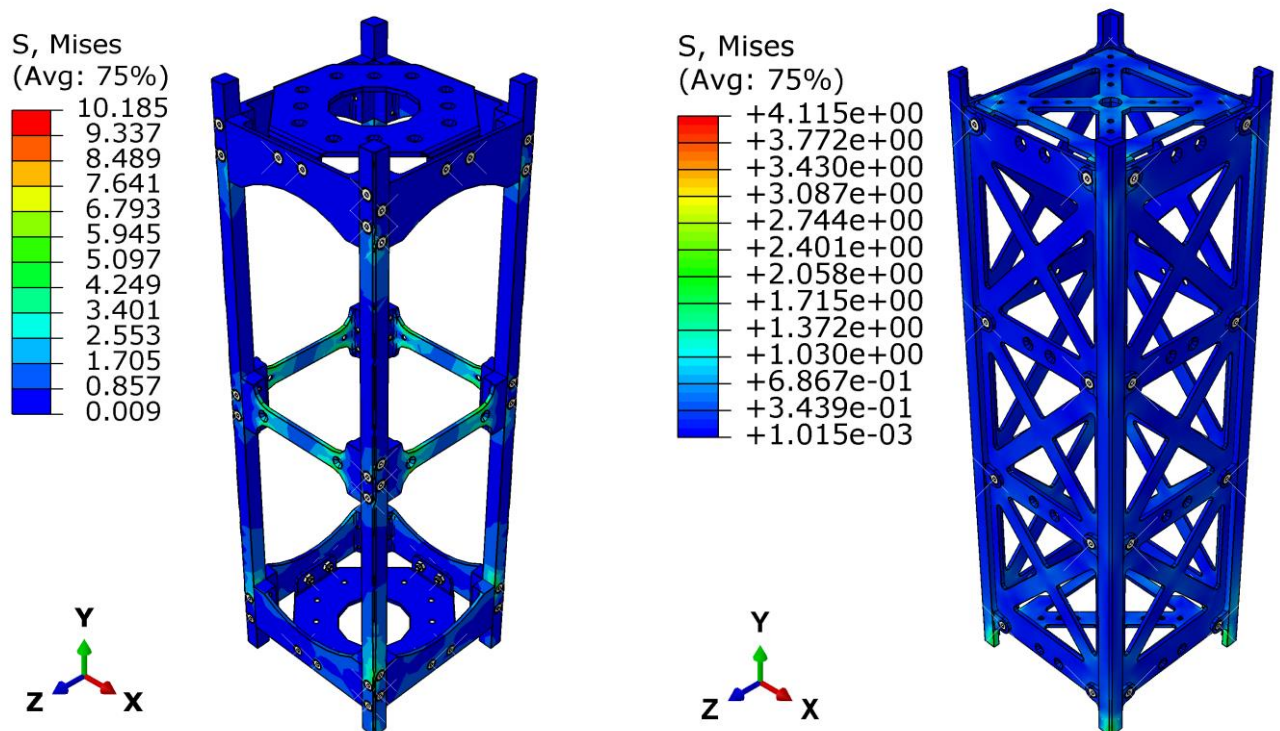 S, Mises
(Avg: 75%)
10.185
9.337
8.489
7.641
6.793
5.945
5.097
4.249
3.401
2.553
1.705
0.857
0.009
Y
Z
X
S, Mises
(Avg: 75%)
+4.115e+00
+3.772e+00
+3.430e+00
+3.087e+00
+2.744e+00
+2.401e+00
+2.058e+00
+1.715e+00
+1.372e+00
+1.030e+00
+6.867e-01
+3.439e-01
+1.015e-03
Y
Z
X